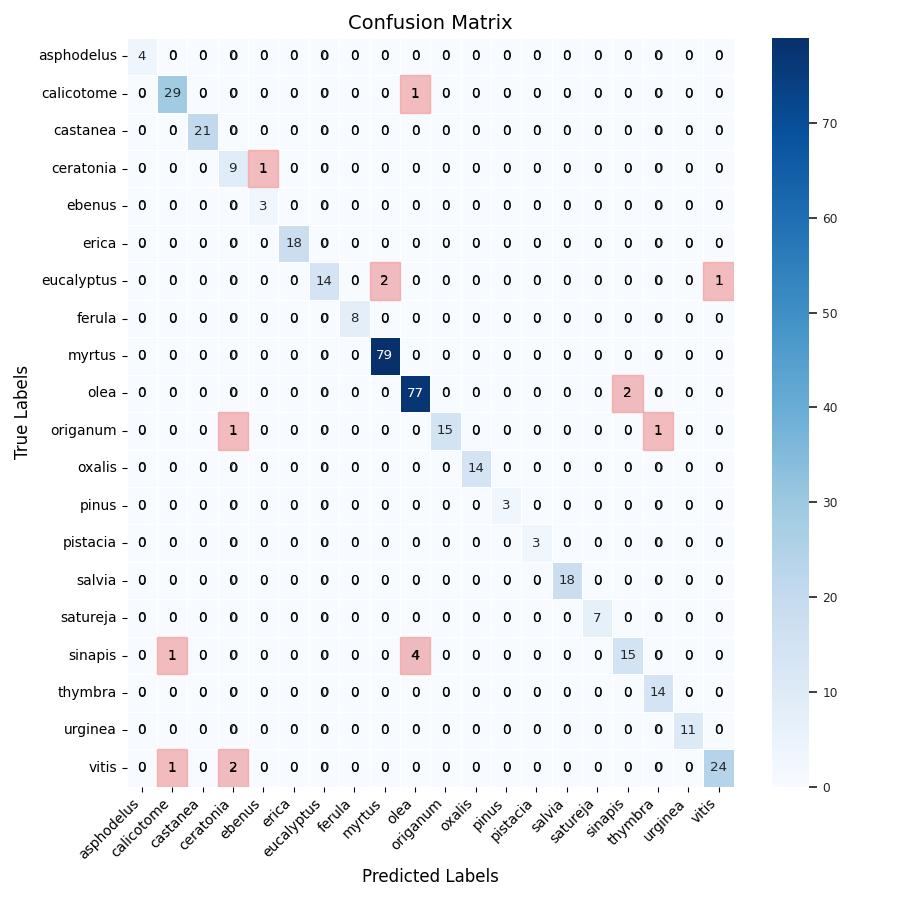 Confusion Matrix
asphodelus 4 0 0 0 0 0 0 0 0 0 0 0 0 0 0 0 0 0 0 0
calicotome 0 29 0 0 0 0 0 0 0 1 0 0 0 0 0 0 0 0 0 0
castanea 0 0 21 0 0 0 0 0 0 0 0 0 0 0 0 0 0 0 0 0
ceratonia 0 0 0 9 1 0 0 0 0 0 0 0 0 0 0 0 0 0 0 0
ebenus 0 0 0 0 3 0 0 0 0 0 0 0 0 0 0 0 0 0 0 0
erica 0 0 0 0 0 18 0 0 0 0 0 0 0 0 0 0 0 0 0 0
eucalyptus 0 0 0 0 0 0 14 0 2 0 0 0 0 0 0 0 0 0 0 1
ferula 0 0 0 0 0 0 0 8 0 0 0 0 0 0 0 0 0 0 0 0
myrtus 0 0 0 0 0 0 0 0 79 0 0 0 0 0 0 0 0 0 0 0
olea 0 0 0 0 0 0 0 0 0 77 0 0 0 0 0 0 2 0 0 0
origanum 0 0 0 1 0 0 0 0 0 0 15 0 0 0 0 0 0 1 0 0
oxalis 0 0 0 0 0 0 0 0 0 0 0 14 0 0 0 0 0 0 0 0
pinus 0 0 0 0 0 0 0 0 0 0 0 0 3 0 0 0 0 0 0 0
pistacia 0 0 0 0 0 0 0 0 0 0 0 0 0 3 0 0 0 0 0 0
salvia 0 0 0 0 0 0 0 0 0 0 0 0 0 0 18 0 0 0 0 0
satureja 0 0 0 0 0 0 0 0 0 0 0 0 0 0 0 7 0 0 0 0
sinapis 0 1 0 0 0 0 0 0 0 4 0 0 0 0 0 0 15 0 0 0
thymbra 0 0 0 0 0 0 0 0 0 0 0 0 0 0 0 0 0 14 0 0
urginea 0 0 0 0 0 0 0 0 0 0 0 0 0 0 0 0 0 0 11 0
vitis 0 1 0 2 0 0 0 0 0 0 0 0 0 0 0 0 0 0 0 24
True Labels
asphodelus
calicotome
castanea
ceratonia
ebenus
erica
eucalyptus
ferula
myrtus
olea
origanum
oxalis
pinus
pistacia
salvia
satureja
sinapis
thymbra
urginea
vitis
Predicted Labels
70
60
50
40
30
20
10
0